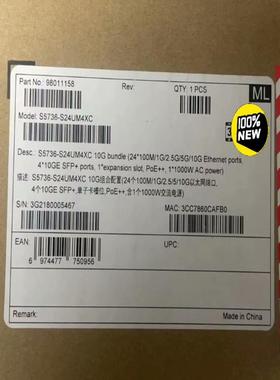 Part No.: 98011158
Rev.:
QTY: 1 PCS
ML
100%
NEW
Model: S5736-S24UM4XC
Desc.: S5736-S24UM4XC 10G bundle (24*100M/1G/2.5G/5G/10G Ethernet ports,
4*10GE SFP+ ports, 1*expansion slot, PoE++, 1*1000W AC power)
描述: S5736-S24UM4XC 10G组合配置(24个100M/1G/2.5/5/10G以太网接口,
4个10GE SFP+,单子卡槽位,PoE++,含1个1000W交流电源)
S/N: 3G2180005467
MAC: 3CC7860CAFB0
EAN:
UPC:
6 974477 750956
Remark:
Made in China